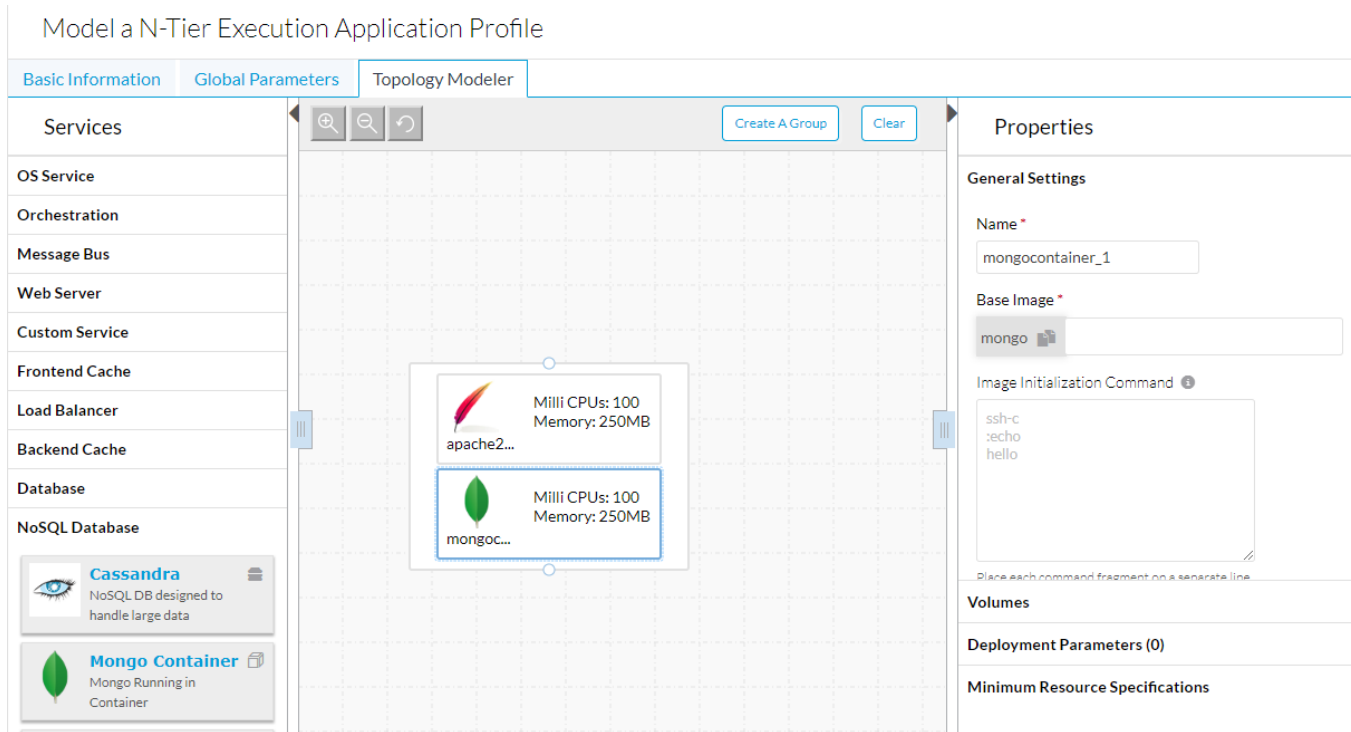 Model a N-Tier Execution Application Profile
Basic Information
Global Parameters
Topology Modeler
Services
OS Service
Orchestration
Message Bus
Web Server
Custom Service
Frontend Cache
Load Balancer
Backend Cache
Database
NoSQL Database
Cassandra
NoSQL DB designed to
handle large data
Mongo Container
Mongo Running in
Container
Create A Group
Clear
Milli CPUs: 100
Memory: 250MB
apache2...
Milli CPUs: 100
Memory: 250MB
mongoc...
Properties
General Settings
Name *
mongocontainer_1
Base Image *
mongo
Image Initialization Command
ssh-c
:echo
hello
Place each command fragment on a separate line
Volumes
Deployment Parameters (0)
Minimum Resource Specifications